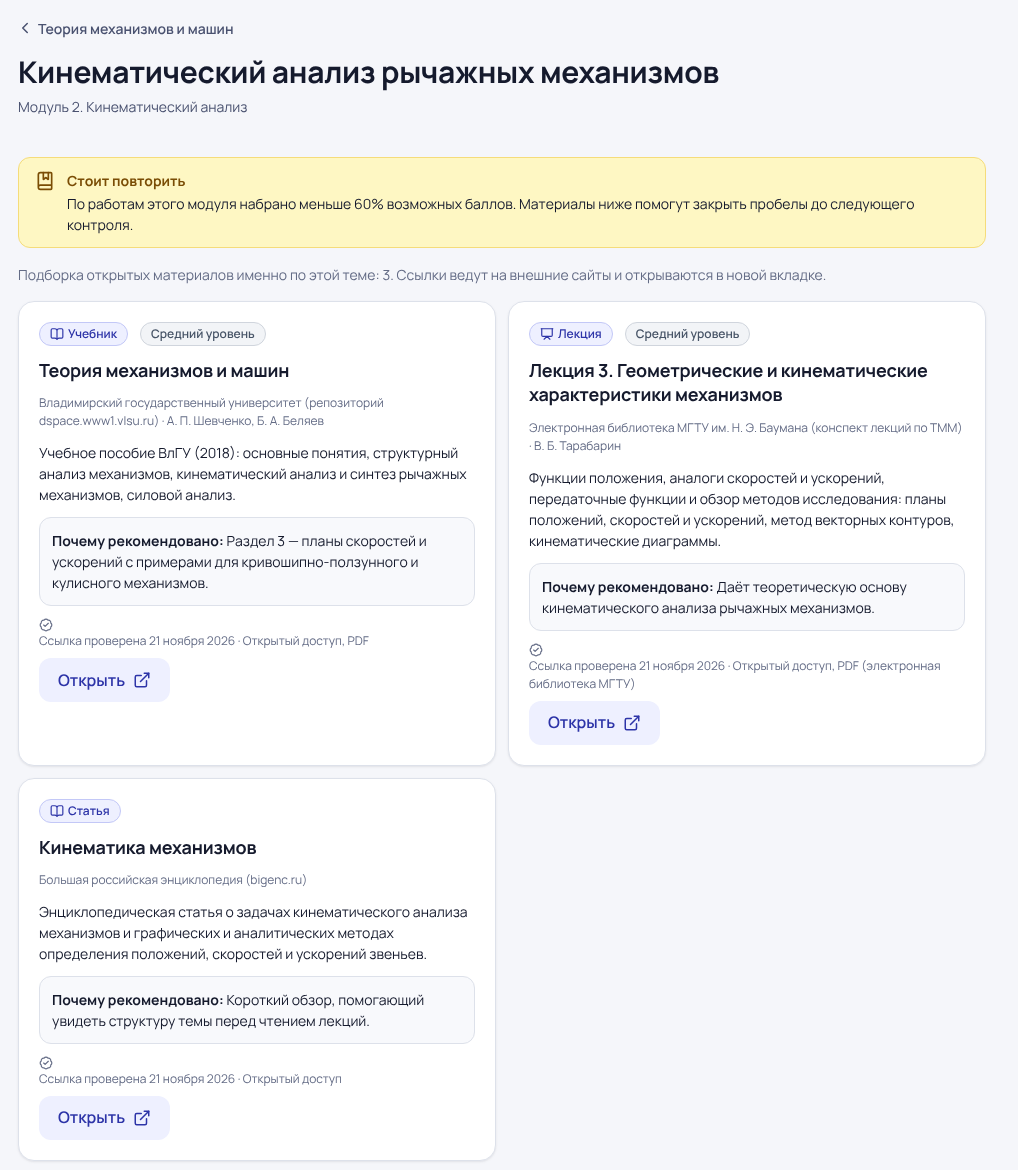 Теория механизмов и машин
Кинематический анализ рычажных механизмов
Модуль 2. Кинематический анализ
Стоит повторить
По работам этого модуля набрано меньше 60% возможных баллов. Материалы ниже помогут закрыть пробелы до следующего
контроля.
Подборка открытых материалов именно по этой теме: 3. Ссылки ведут на внешние сайты и открываются в новой вкладке.
Учебник
Средний уровень
Теория механизмов и машин
Владимирский государственный университет (репозиторий
dspace.www1.vlsu.ru) · А. П. Шевченко, Б. А. Беляев
Учебное пособие ВлГУ (2018): основные понятия, структурный
анализ механизмов, кинематический анализ и синтез рычажных
механизмов, силовой анализ.
Почему рекомендовано: Раздел 3 — планы скоростей и
ускорений с примерами для кривошипно-ползунного и
кулисного механизмов.
Ссылка проверена 21 ноября 2026 · Открытый доступ, PDF
Открыть
Лекция
Средний уровень
Лекция 3. Геометрические и кинематические
характеристики механизмов
Электронная библиотека МГТУ им. Н. Э. Баумана (конспект лекций по ТММ)
· В. Б. Тарабарин
Функции положения, аналоги скоростей и ускорений,
передаточные функции и обзор методов исследования: планы
положений, скоростей и ускорений, метод векторных контуров,
кинематические диаграммы.
Почему рекомендовано: Даёт теоретическую основу
кинематического анализа рычажных механизмов.
Ссылка проверена 21 ноября 2026 · Открытый доступ, PDF (электронная
библиотека МГТУ)
Открыть
Статья
Кинематика механизмов
Большая российская энциклопедия (bigenc.ru)
Энциклопедическая статья о задачах кинематического анализа
механизмов и графических и аналитических методах
определения положений, скоростей и ускорений звеньев.
Почему рекомендовано: Короткий обзор, помогающий
увидеть структуру темы перед чтением лекций.
Ссылка проверена 21 ноября 2026 · Открытый доступ
Открыть